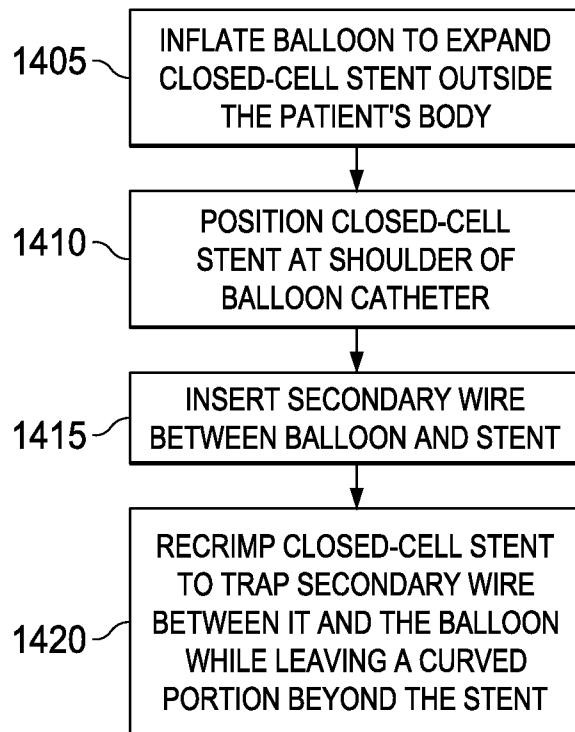 1405
INFLATE BALLOON TO EXPAND
CLOSED-CELL STENT OUTSIDE
THE PATIENT'S BODY
1410
POSITION CLOSED-CELL
STENT AT SHOULDER OF
BALLOON CATHETER
1415
INSERT SECONDARY WIRE
BETWEEN BALLOON AND STENT
1420
RECRIMP CLOSED-CELL STENT
TO TRAP SECONDARY WIRE
BETWEEN IT AND THE BALLOON
WHILE LEAVING A CURVED
PORTION BEYOND THE STENT